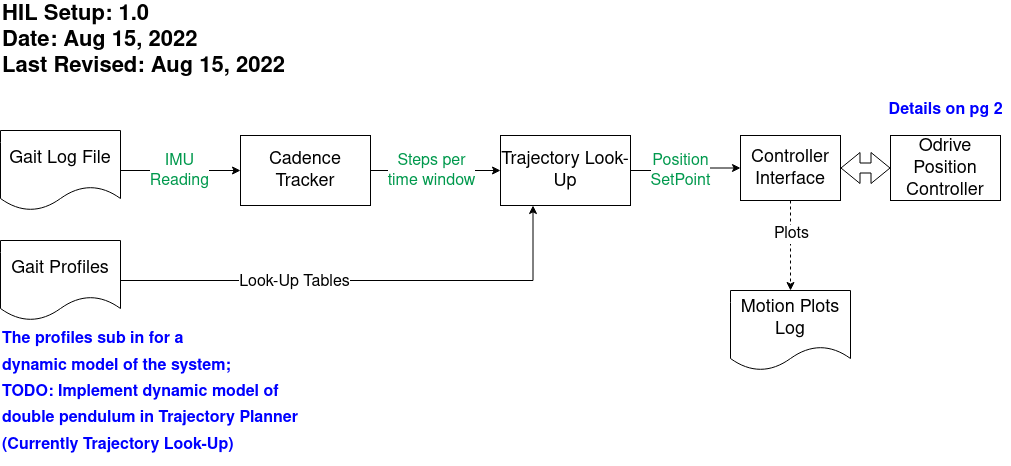 HIL Setup: 1.0
Date: Aug 15, 2022
Last Revised: Aug 15, 2022
Details on pg 2
Gait Log File
IMU
Reading
Cadence
Tracker
Steps per
time window
Trajectory Look-
Up
Position
SetPoint
Controller
Interface
Odrive
Position
Controller
Plots
Gait Profiles
Look-Up Tables
Motion Plots
Log
The profiles sub in for a
dynamic model of the system;
TODO: Implement dynamic model of
double pendulum in Trajectory Planner
(Currently Trajectory Look-Up)